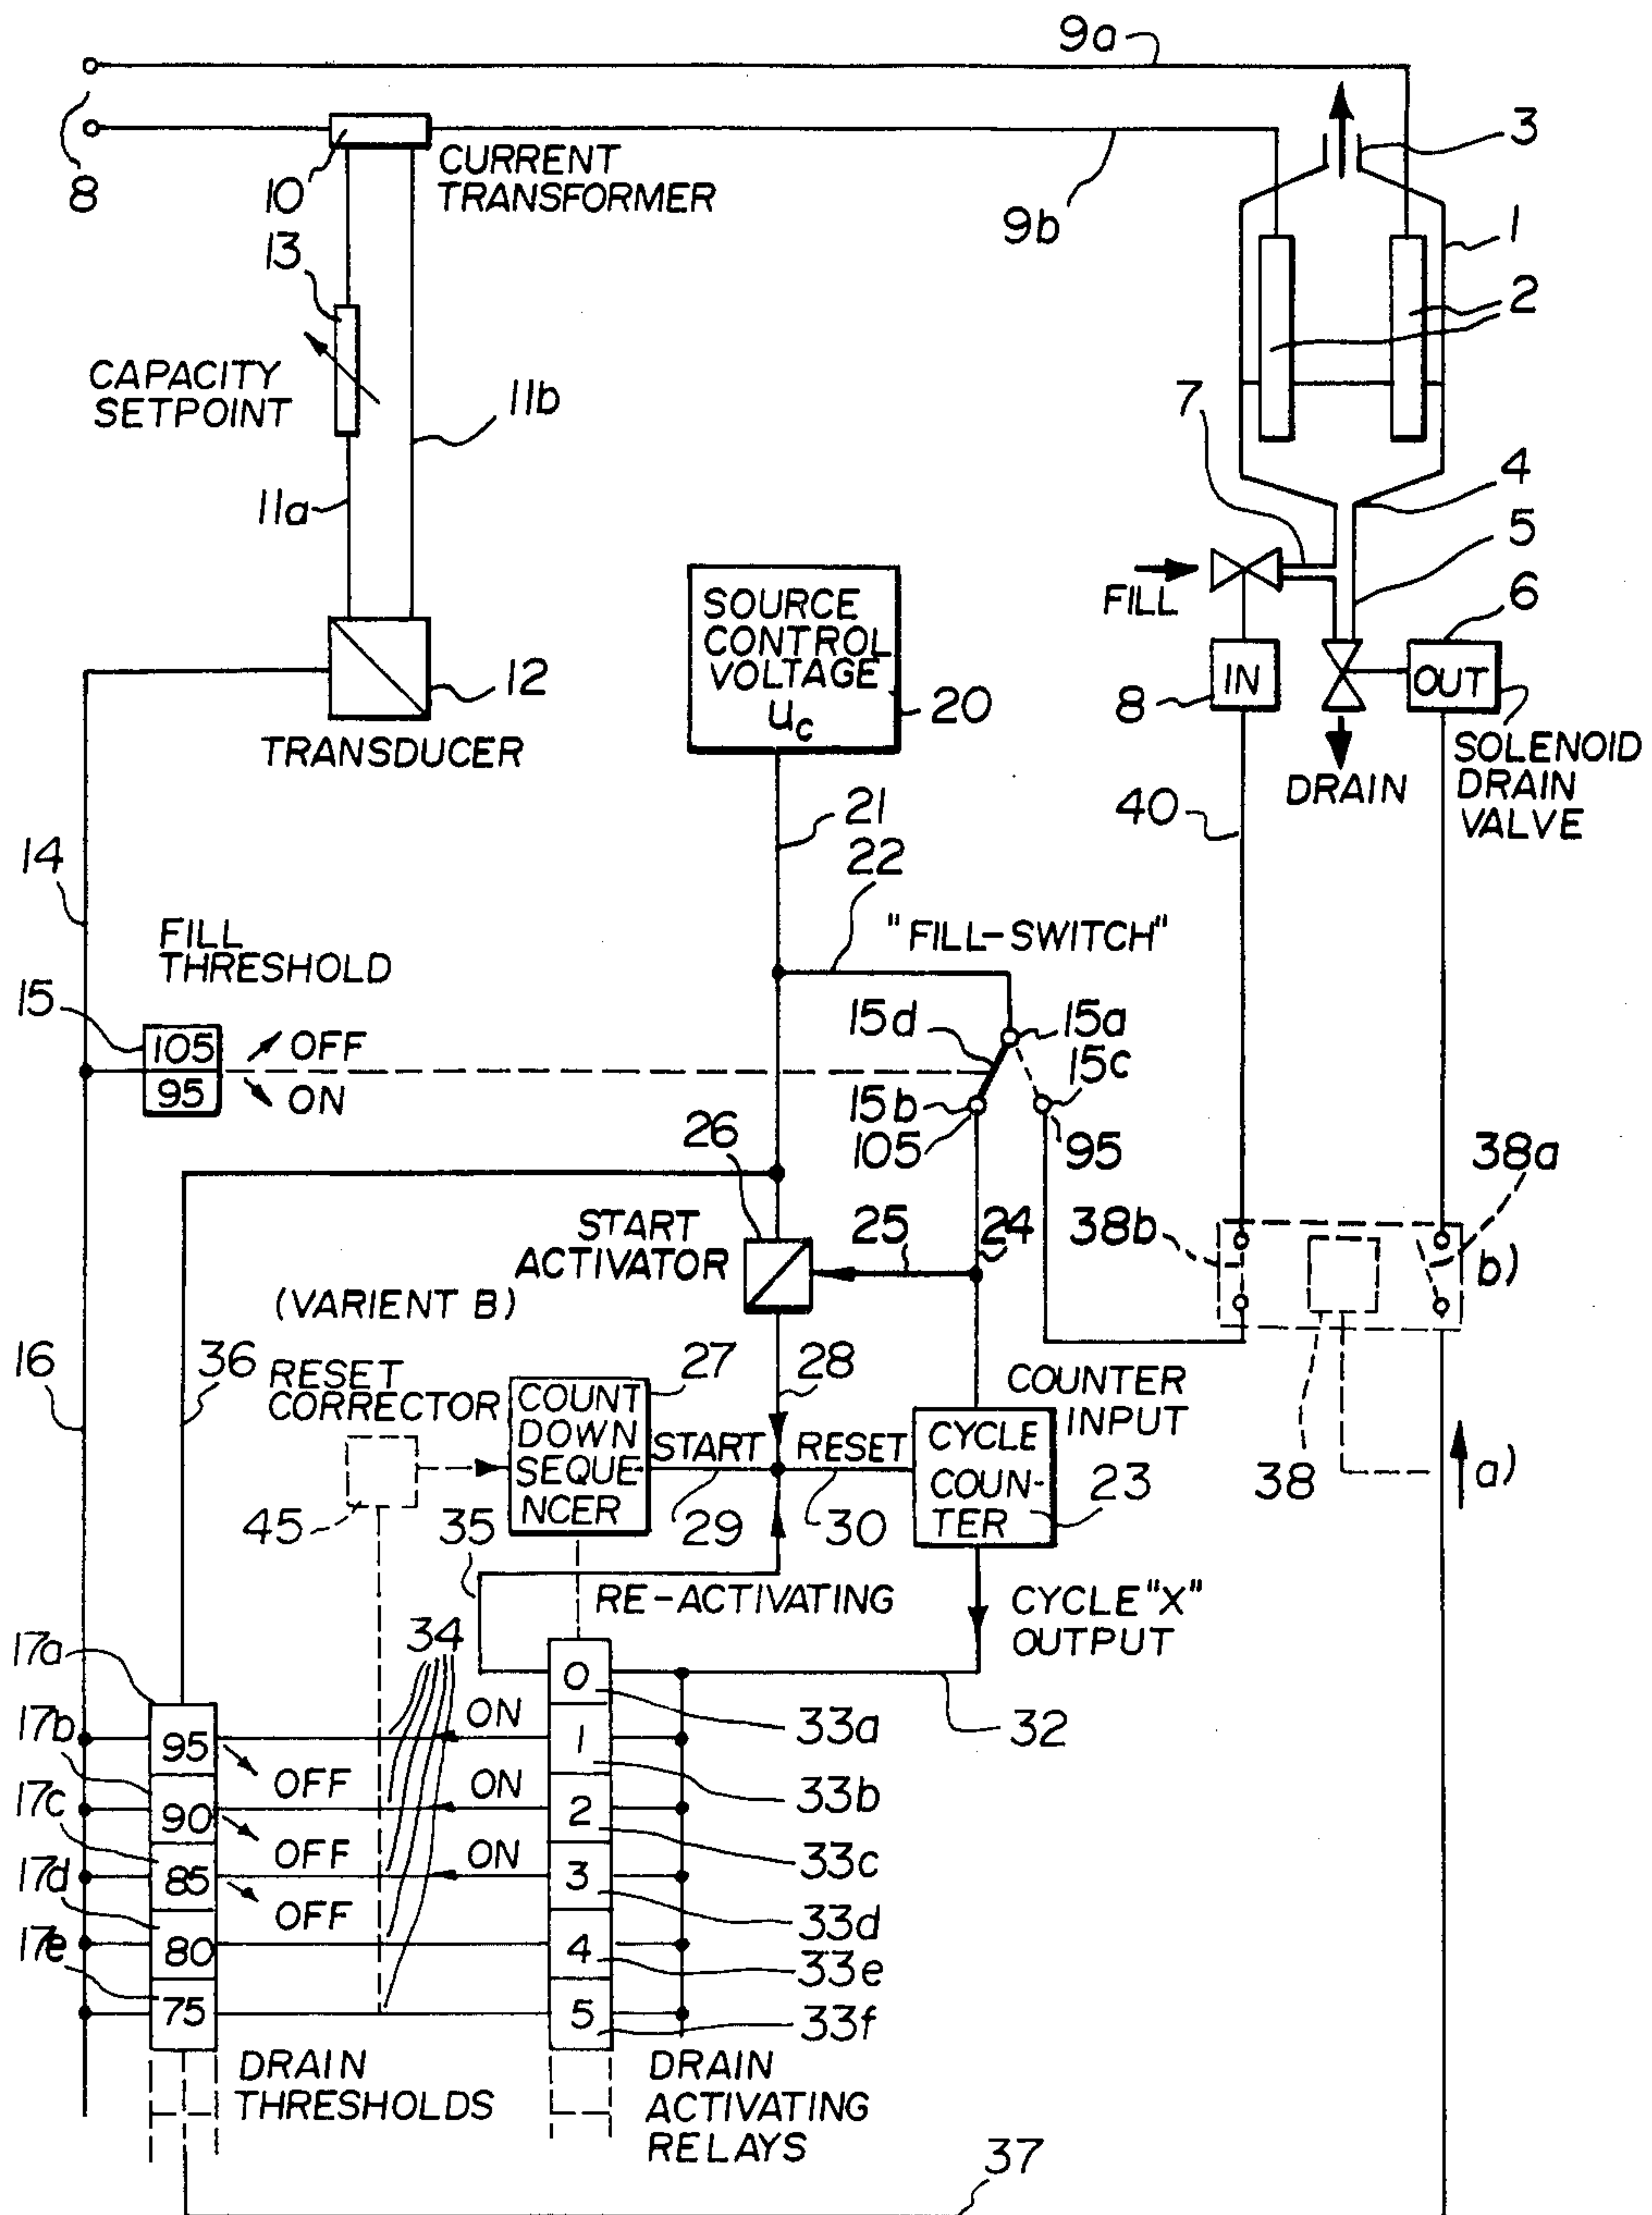 9a
8
10
CURRENT
TRANSFORMER
9b
3
1
2
13
CAPACITY
SETPOINT
11b
11a
7
4
5
6
FILL
SOURCE
CONTROL
VOLTAGE
uc
20
12
TRANSDUCER
8
IN
OUT
DRAIN
SOLENOID
DRAIN
VALVE
40
21
22
14
FILL
THRESHOLD
"FILL-SWITCH"
15
105
95
OFF
ON
15d
15a
15c
15b
105
95
26
START
ACTIVATOR
25
24
38b
38a
b)
(VARIENT B)
16
36
RESET
CORRECTOR
27
28
COUNT
DOWN
SEQUE-
NCER
START
RESET
COUNTER
INPUT
CYCLE
COUN-
TER
23
38
a)
45
35
29
30
RE-ACTIVATING
CYCLE "X"
OUTPUT
17a
34
0
33a
32
17b
95
ON
1
33b
OFF
17c
90
ON
2
33c
OFF
17d
85
ON
3
33d
OFF
17e
80
4
33e
75
5
33f
DRAIN
THRESHOLDS
DRAIN
ACTIVATING
RELAYS
37